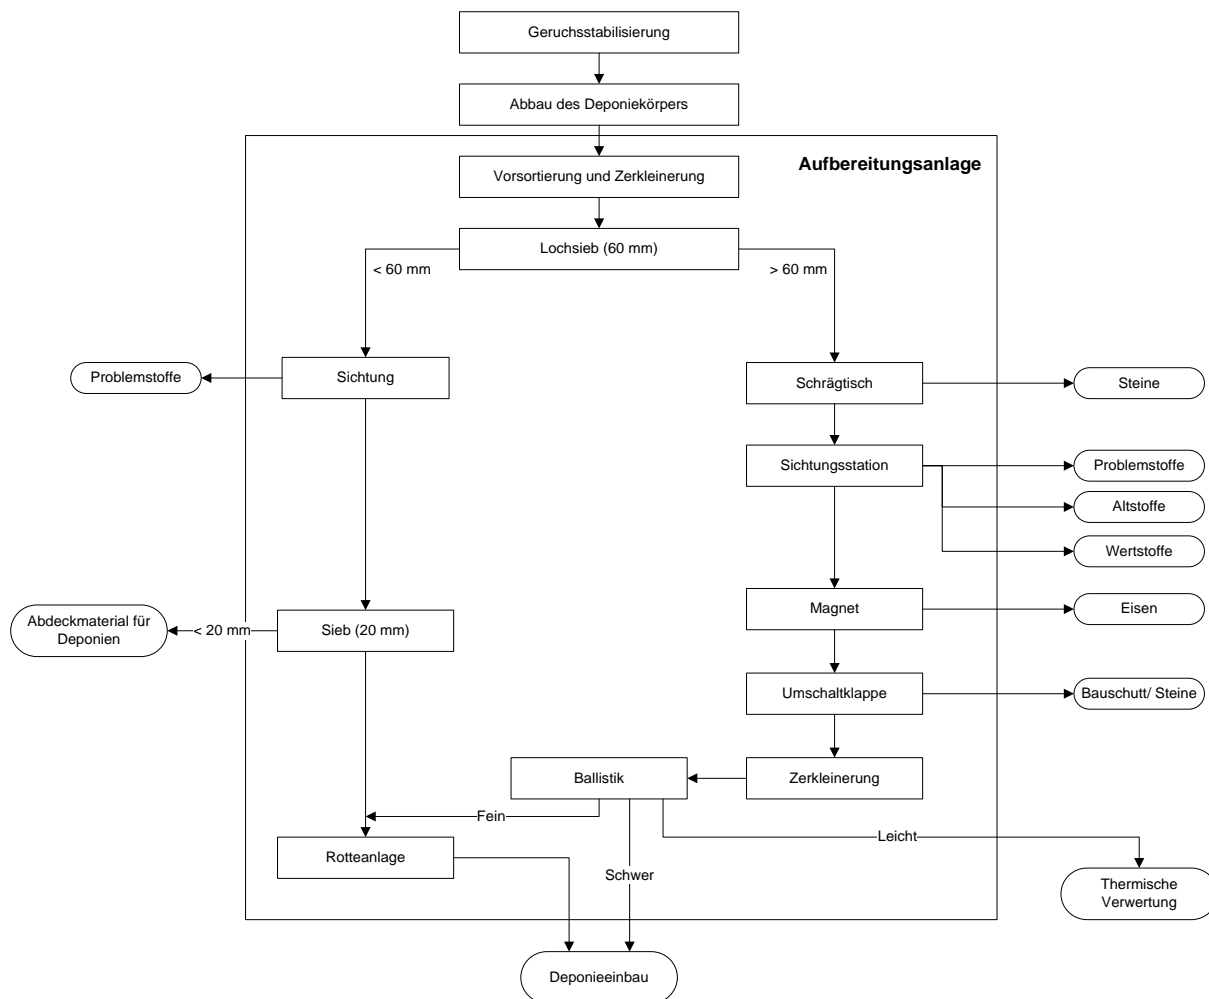 Geruchsstabilisierung
Abbau des Deponiekörpers
Aufbereitungsanlage
Vorsortierung und Zerkleinerung
Lochsieb (60 mm)
< 60 mm
> 60 mm
Problemstoffe
Sichtung
Schrägtisch
Steine
Sichtungsstation
Problemstoffe
Altstoffe
Wertstoffe
Magnet
Eisen
Abdeckmaterial für
Deponien
< 20 mm
Sieb (20 mm)
Umschaltklappe
Bauschutt/ Steine
Ballistik
Zerkleinerung
Fein
Leicht
Rotteanlage
Schwer
Thermische
Verwertung
Deponieeinbau